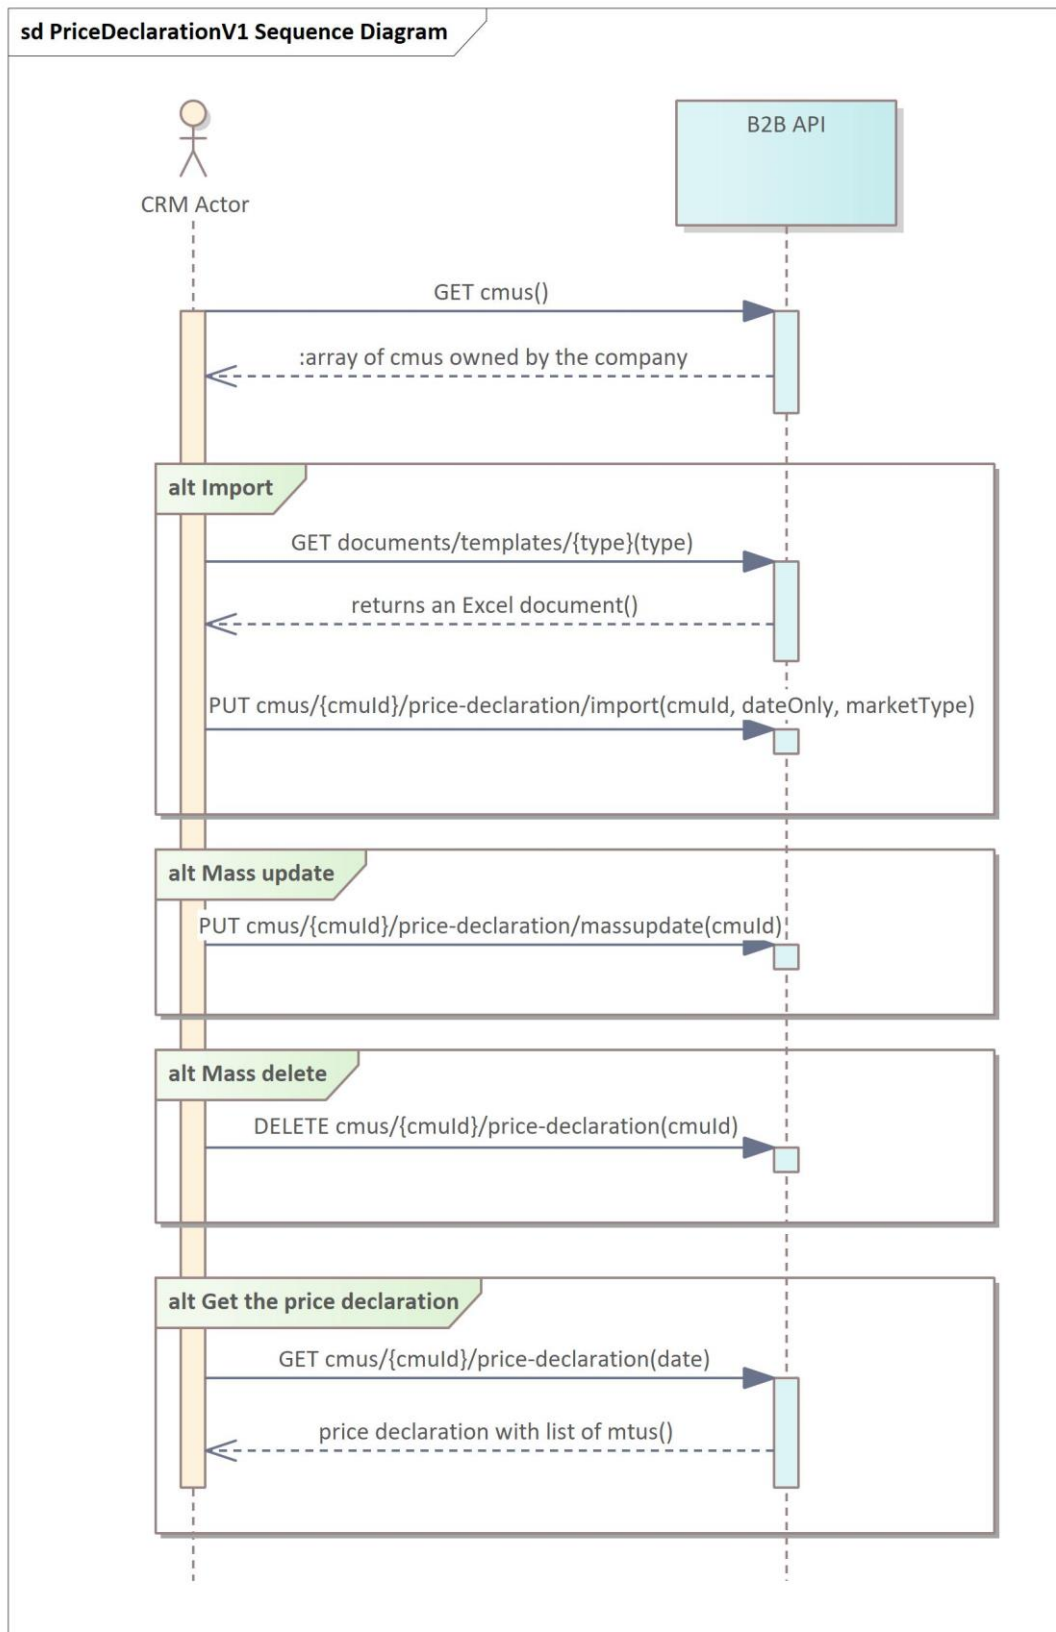 sd PriceDeclarationV1 Sequence Diagram
B2B API
CRM Actor
GET cmus()
:array of cmus owned by the company
alt Import
GET documents/templates/{type}(type)
returns an Excel document()
PUT cmus/{cmuId}/price-declaration/import(cmuId, dateOnly, marketType)
alt Mass update
PUT cmus/{cmuId}/price-declaration/massupdate(cmuId)
alt Mass delete
DELETE cmus/{cmuId}/price-declaration(cmuId)
alt Get the price declaration
GET cmus/{cmuId}/price-declaration(date)
price declaration with list of mtus()